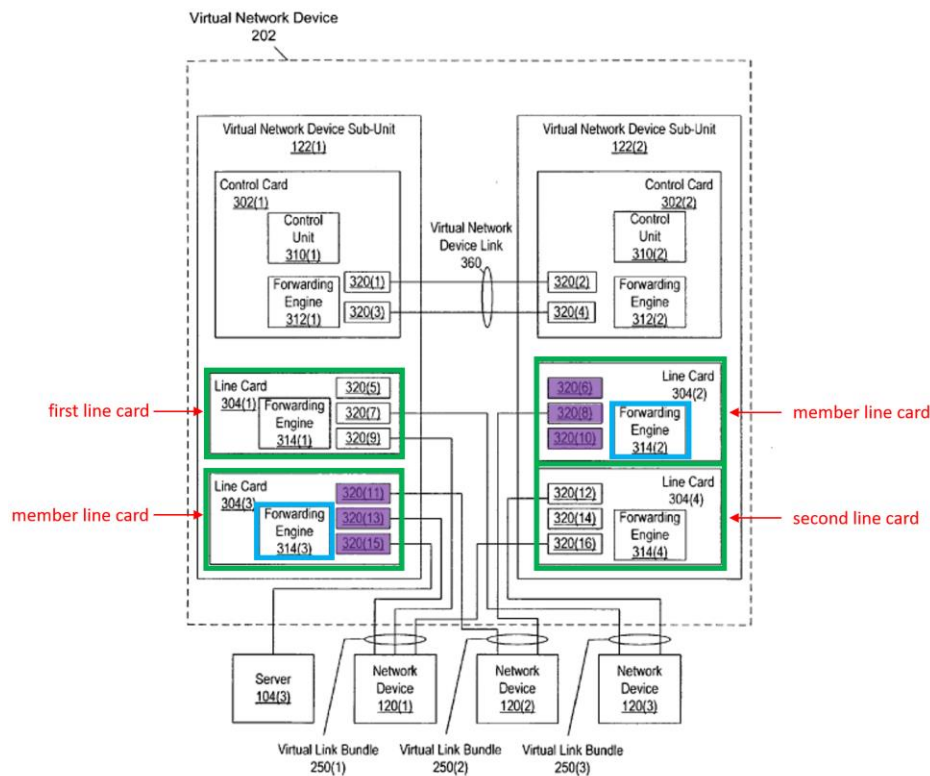 Virtual Network Device
202
Virtual Network Device Sub-Unit
122(1)
Control Card
302(1)
Control
Unit
310(1)
Forwarding
Engine
312(1)
320(1)
320(3)
Virtual Network
Device Link
360
Virtual Network Device Sub-Unit
122(2)
Control Card
302(2)
Control
Unit
310(2)
320(2)
320(4)
Forwarding
Engine
312(2)
first line card
Line Card
304(1)
Forwarding
Engine
314(1)
320(5)
320(7)
320(9)
320(6)
320(8)
320(10)
Line Card
304(2)
Forwarding
Engine
314(2)
member line card
member line card
Line Card
304(3)
Forwarding
Engine
314(3)
320(11)
320(13)
320(15)
320(12)
320(14)
320(16)
Line Card
304(4)
Forwarding
Engine
314(4)
second line card
Server
104(3)
Network
Device
120(1)
Network
Device
120(2)
Network
Device
120(3)
Virtual Link Bundle
250(1)
Virtual Link Bundle
250(2)
Virtual Link Bundle
250(3)